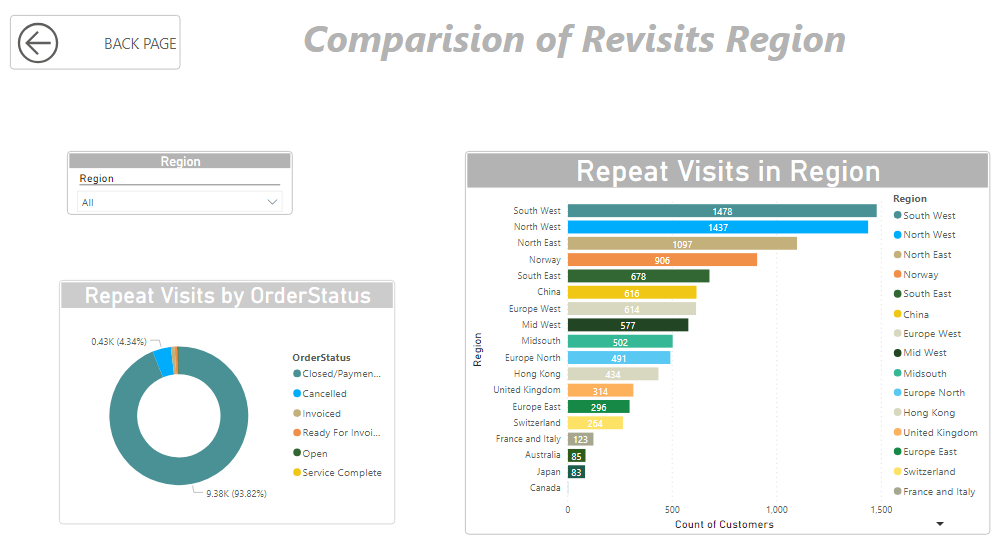 BACK PAGE
Comparision of Revisits Region
Region
Region
All
Repeat Visits by OrderStatus
0.43K (4.34%)
9.38K (93.82%)
OrderStatus
Closed/Paymen...
Cancelled
Invoiced
Ready For Invoi...
Open
Service Complete
Repeat Visits in Region
Region
South West 1478
North West 1437
North East 1097
Norway 906
South East 678
China 616
Europe West 614
Mid West 577
Midsouth 502
Europe North 491
Hong Kong 434
United Kingdom 314
Europe East 296
Switzerland 264
France and Italy 123
Australia 85
Japan 83
Canada
0 500 1,000 1,500
Count of Customers
Region
South West
North West
North East
Norway
South East
China
Europe West
Mid West
Midsouth
Europe North
Hong Kong
United Kingdom
Europe East
Switzerland
France and Italy